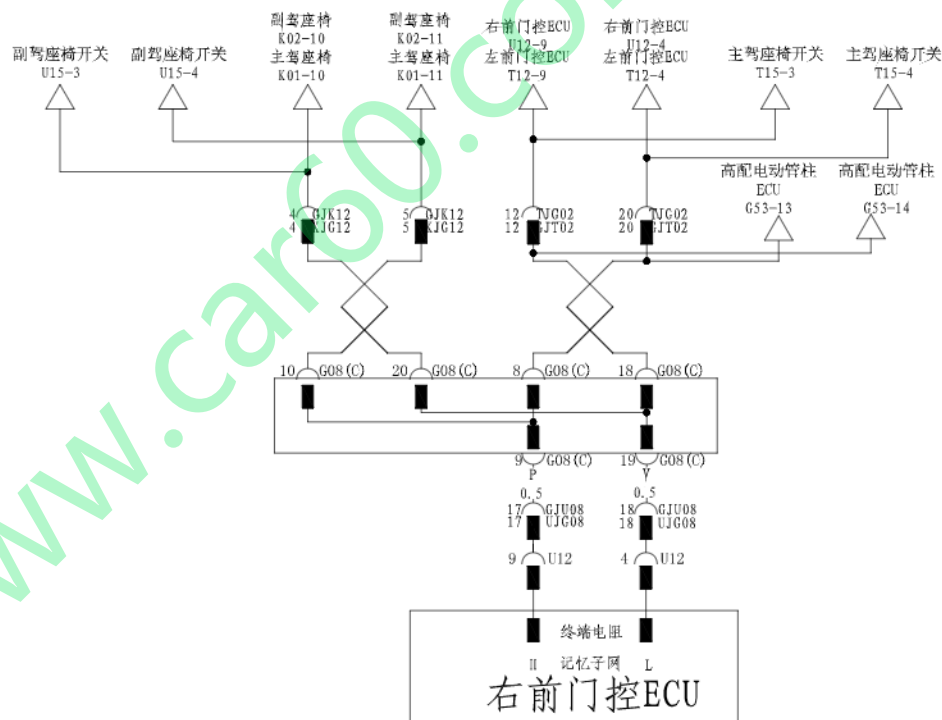 副驾座椅开关
U15-3
副驾座椅开关
U15-4
副驾座椅
K02-10
主驾座椅
K01-10
副驾座椅
K02-11
主驾座椅
K01-11
右前门控ECU
U12-9
左前门控ECU
T12-9
右前门控ECU
U12-4
左前门控ECU
T12-4
主驾座椅开关
T15-3
主驾座椅开关
T15-4
高配电动管柱
ECU
G53-13
高配电动管柱
ECU
G53-14
4 GJK12
4 KJG12
5 GJK12
5 KJG12
12 TJG02
12 GJT02
20 TJG02
20 GJT02
10 G08(C)
20 G08(C)
8 G08(C)
18 G08(C)
9 G08(C)
19 G08(C)
P
V
0.5
0.5
17 GJU08
17 UJG08
18 GJU08
18 UJG08
9 U12
4 U12
终端电阻
H 记忆子网 L
右前门控ECU
www.car60.co